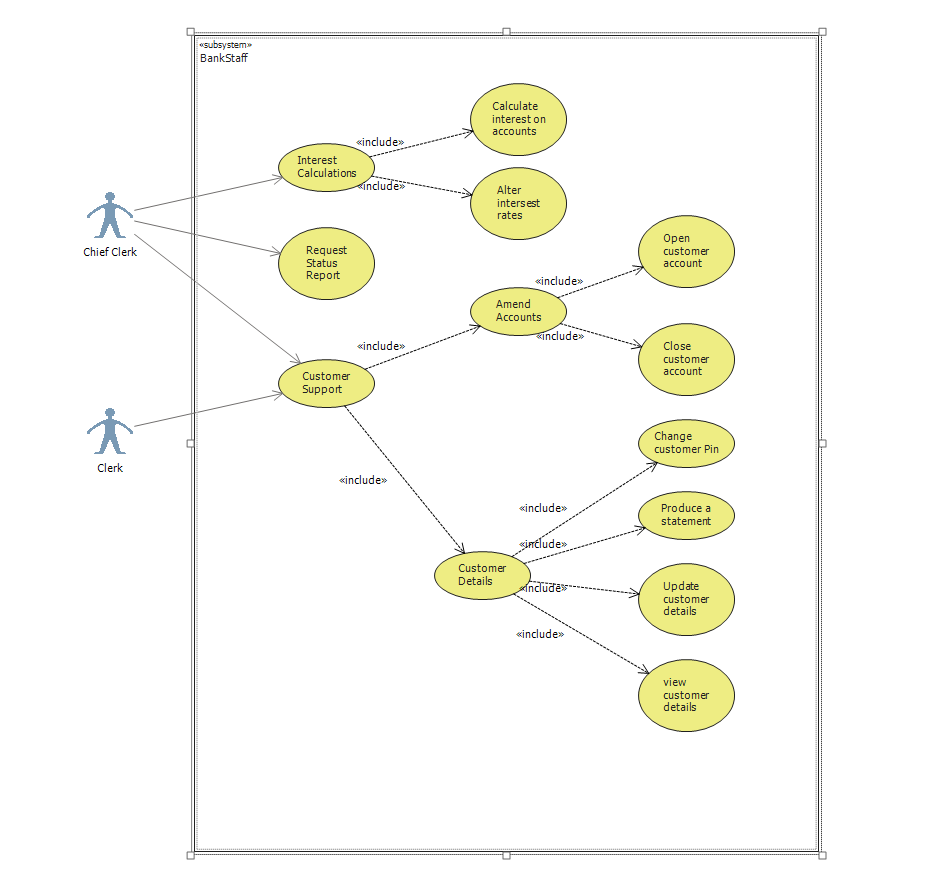 «subsystem»
BankStaff
Calculate
interest on
accounts
«include»
Interest
Calculations
«include»
Alter
intersest
rates
Chief Clerk
Request
Status
Report
Open
customer
account
«include»
Amend
Accounts
«include»
«include»
Close
customer
account
Customer
Support
Clerk
Change
customer Pin
«include»
«include»
Produce a
statement
«include»
Customer
Details
«include»
Update
customer
details
«include»
view
customer
details